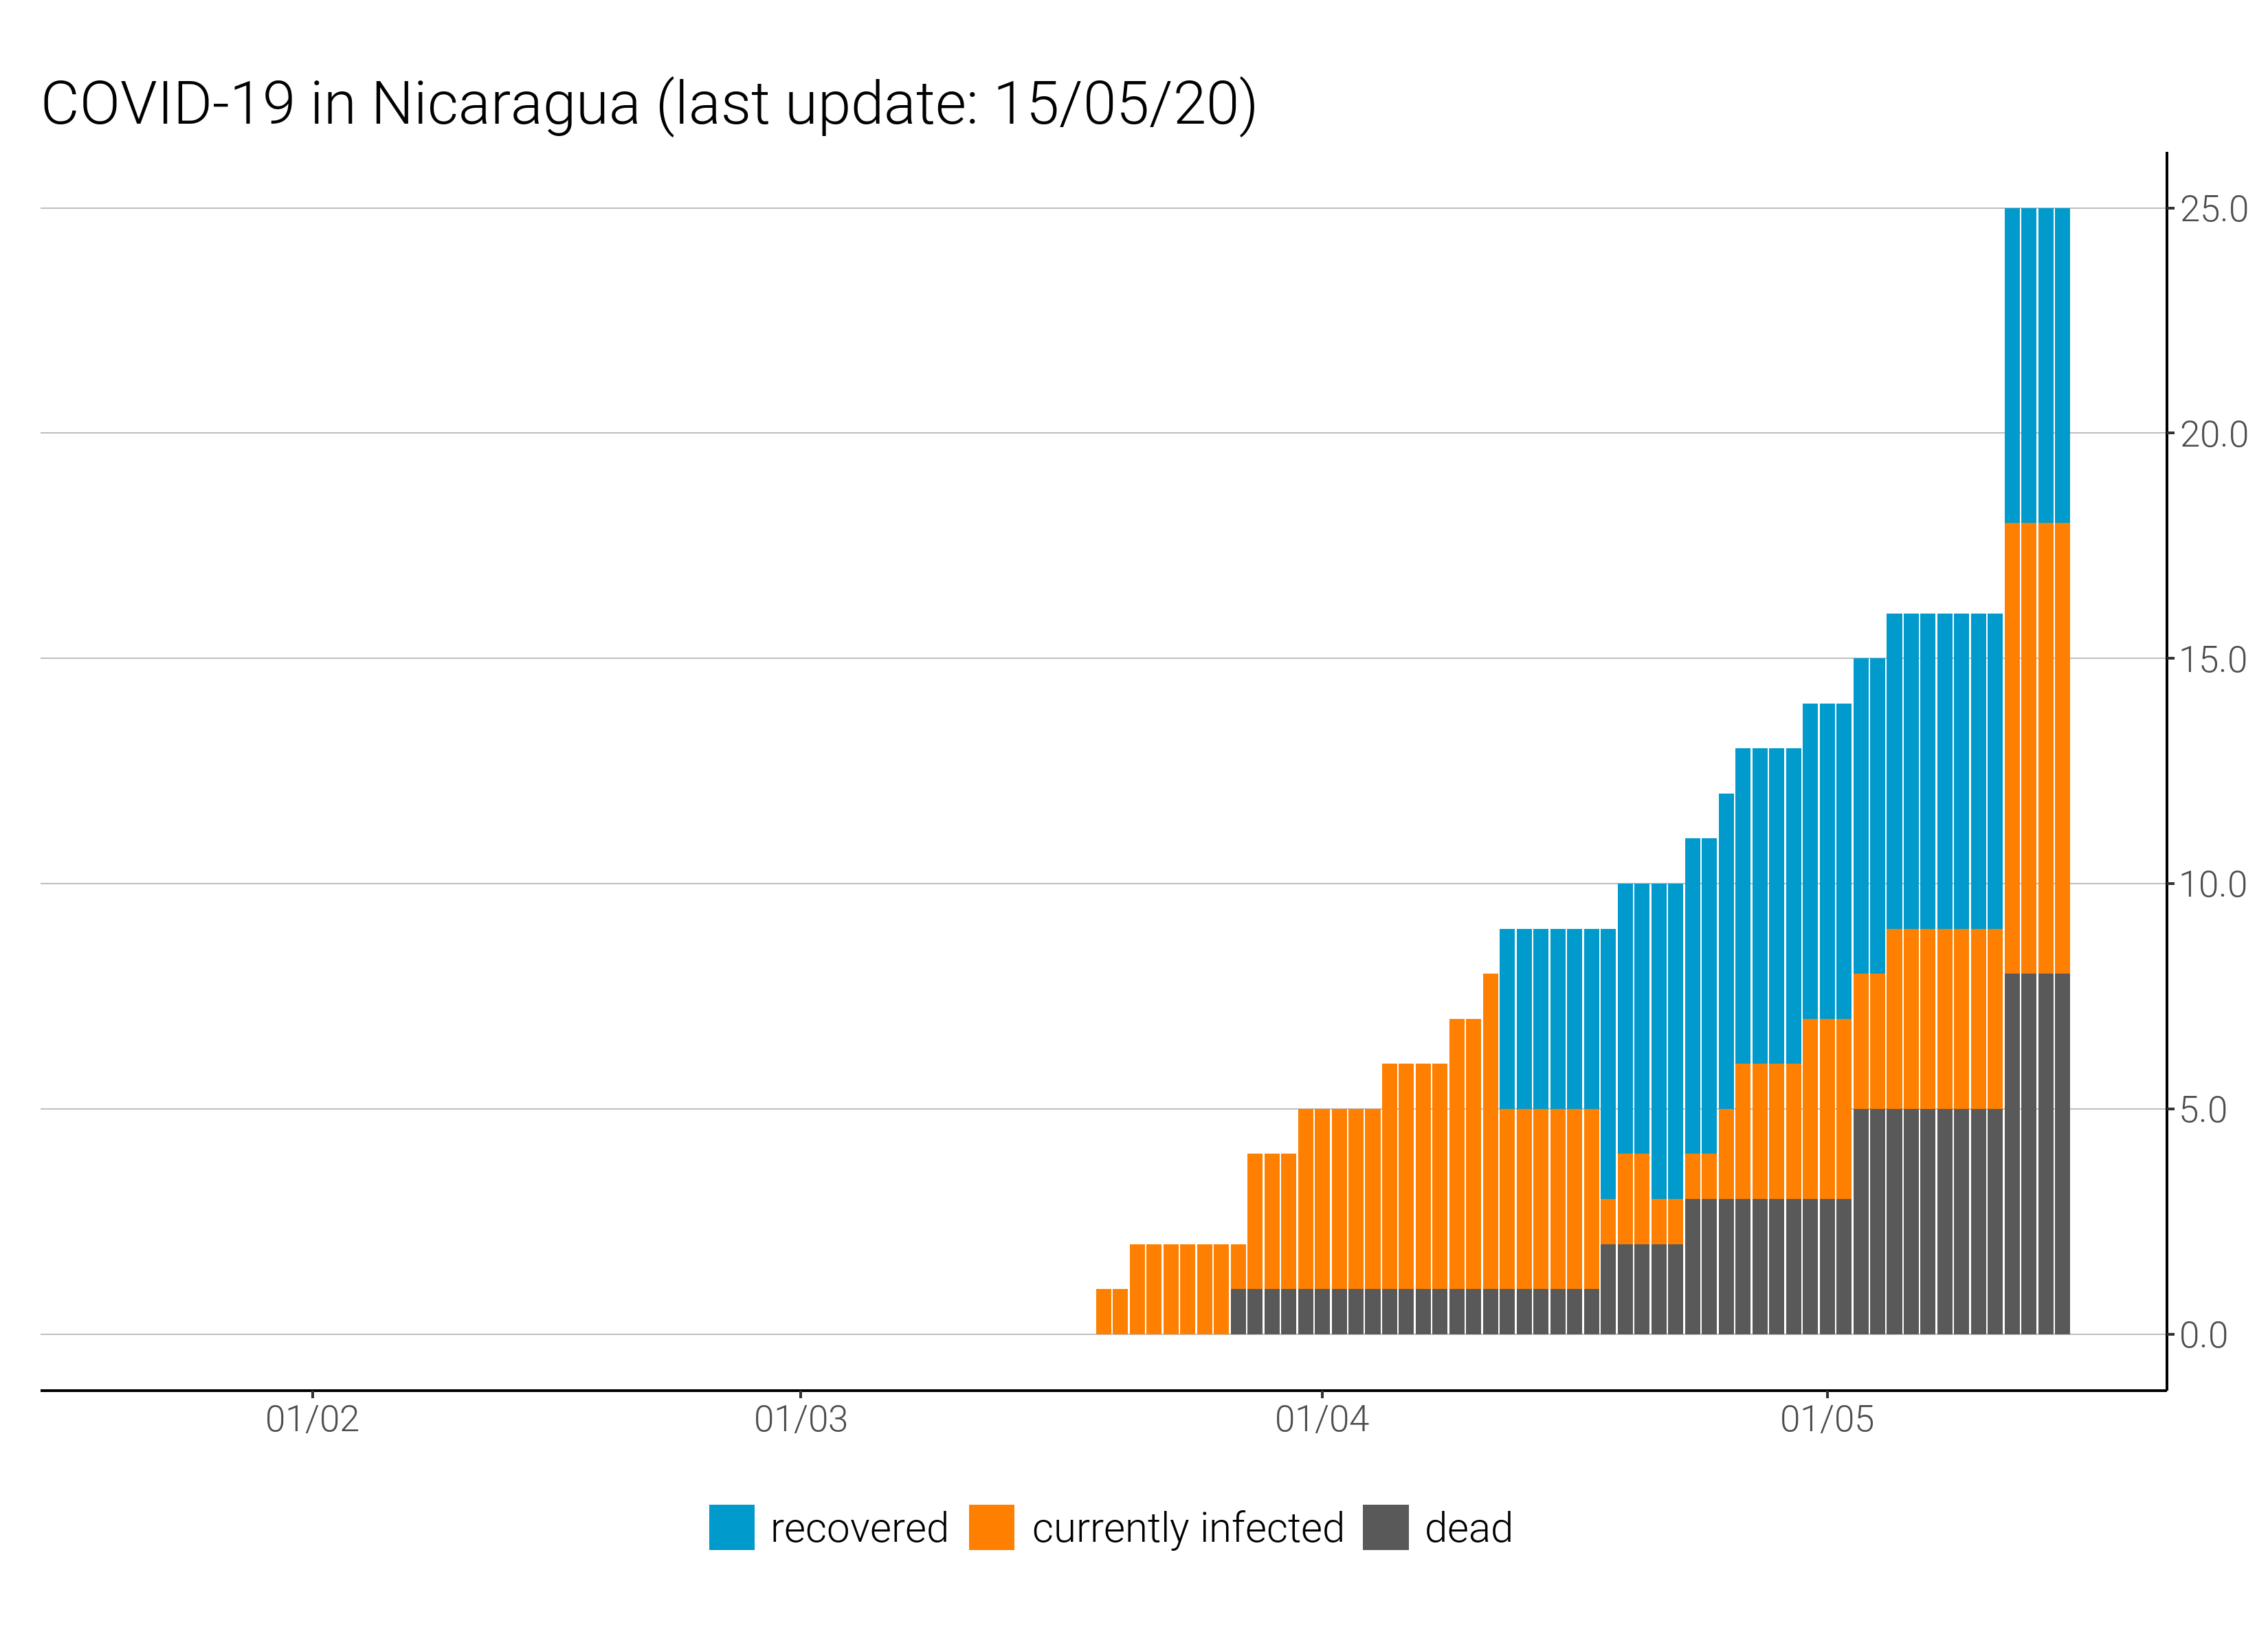 COVID-19 in Nicaragua (last update: 15/05/20)
25.0
20.0
15.0
10.0
5.0
0.0
01/02 01/03 01/04 01/05
recovered currently infected dead